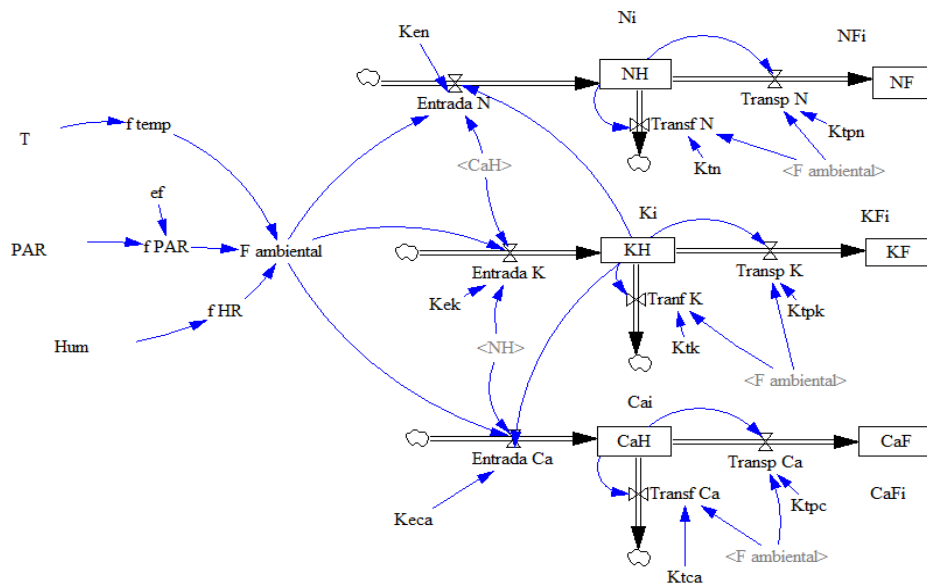 Ni
Ken
NFi
NH
NF
Entrada N
Transp N
f temp
Transf N
Ktpn
T
<CaH>
Ktn
<F ambiental>
ef
Ki
KFi
PAR
f PAR
F ambiental
KH
KF
Entrada K
Transp K
Kek
Tranf K
Ktpk
f HR
Hum
<NH>
Ktk
<F ambiental>
Cai
CaH
CaF
Entrada Ca
Transp Ca
Keca
Transf Ca
Ktpc
CaFi
<F ambiental>
Ktca